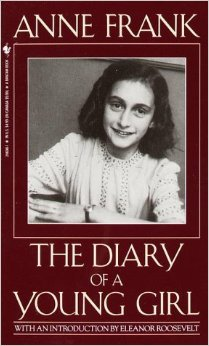 ANNE FRANK
THE DIARY
OF A
YOUNG GIRL
WITH AN INTRODUCTION BY ELEANOR ROOSEVELT